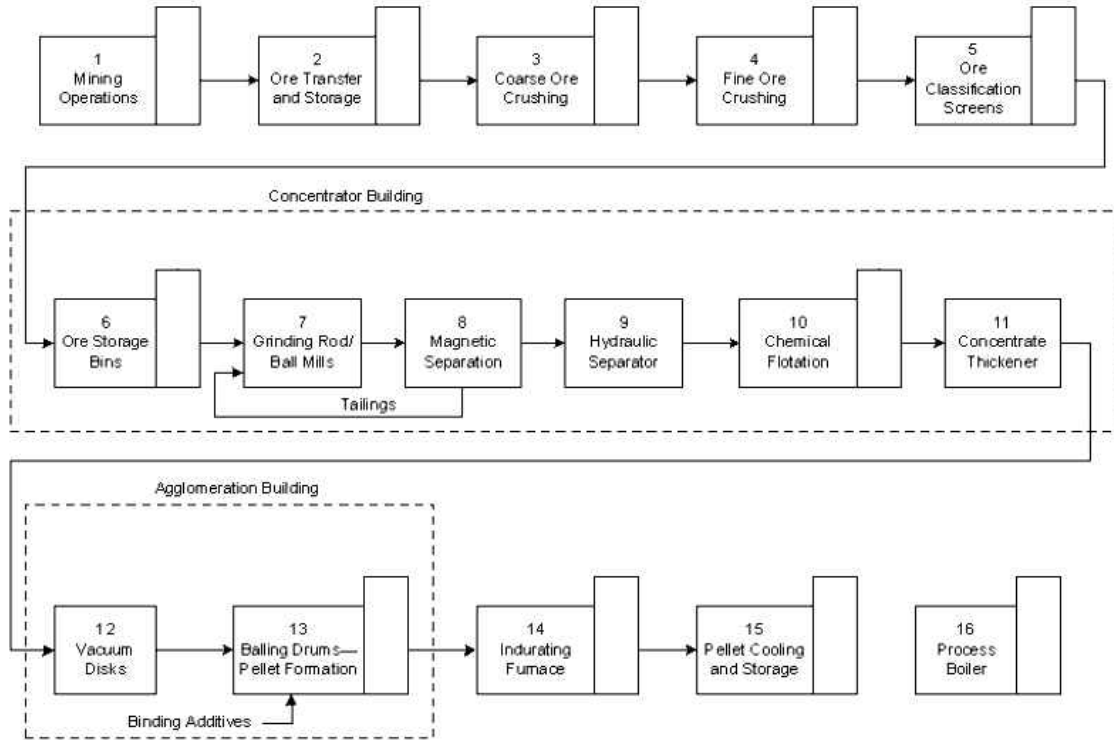 1
Mining
Operations
2
Ore Transfer
and Storage
3
Coarse Ore
Crushing
4
Fine Ore
Crushing
5
Ore
Classification
Screens
Concentrator Building
6
Ore Storage
Bins
7
Grinding Rod/
Ball Mills
8
Magnetic
Separation
9
Hydraulic
Separator
10
Chemical
Flotation
11
Concentrate
Thickener
Tailings
Agglomeration Building
12
Vacuum
Disks
13
Balling Drums—
Pellet Formation
14
Indurating
Furnace
15
Pellet Cooling
and Storage
16
Process
Boiler
Binding Additives